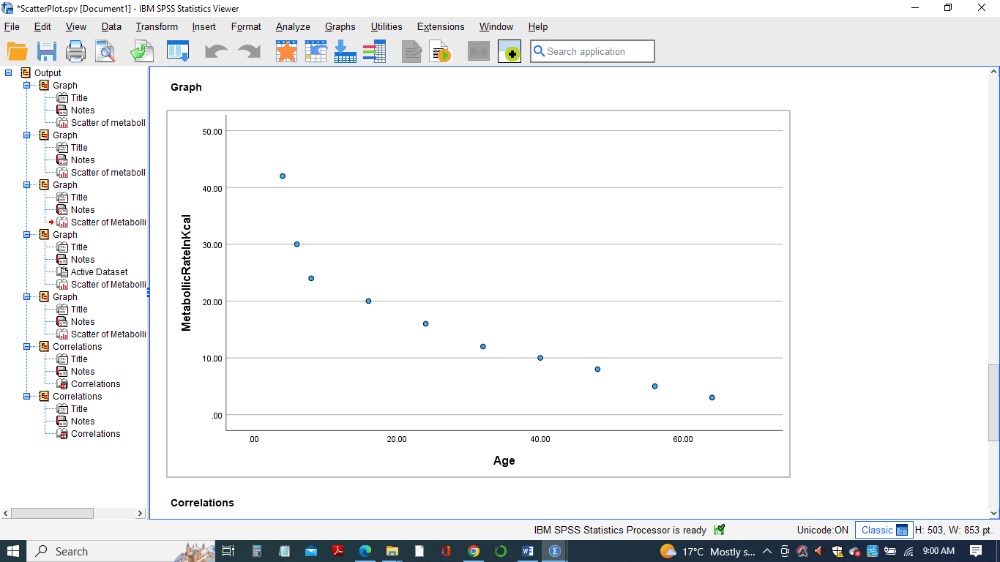 *ScatterPlot.spv [Document1] - IBM SPSS Statistics Viewer
File Edit View Data Transform Insert Format Analyze Graphs Utilities Extensions Window Help
Search application
Output
Graph
Title
Notes
Scatter of metaboll
Graph
Title
Notes
Scatter of metaboll
Graph
Title
Notes
Scatter of Metabolli
Graph
Title
Notes
Active Dataset
Scatter of Metabolli
Graph
Title
Notes
Scatter of Metabolli
Correlations
Title
Notes
Correlations
Correlations
Title
Notes
Correlations
Graph
50.00
40.00
30.00
20.00
10.00
.00
MetabollicRateInKcal
.00 20.00 40.00 60.00
Age
Correlations
IBM SPSS Statistics Processor is ready Unicode:ON Classic H: 503, W: 853 pt.
Search 17°C Mostly s... 9:00 AM